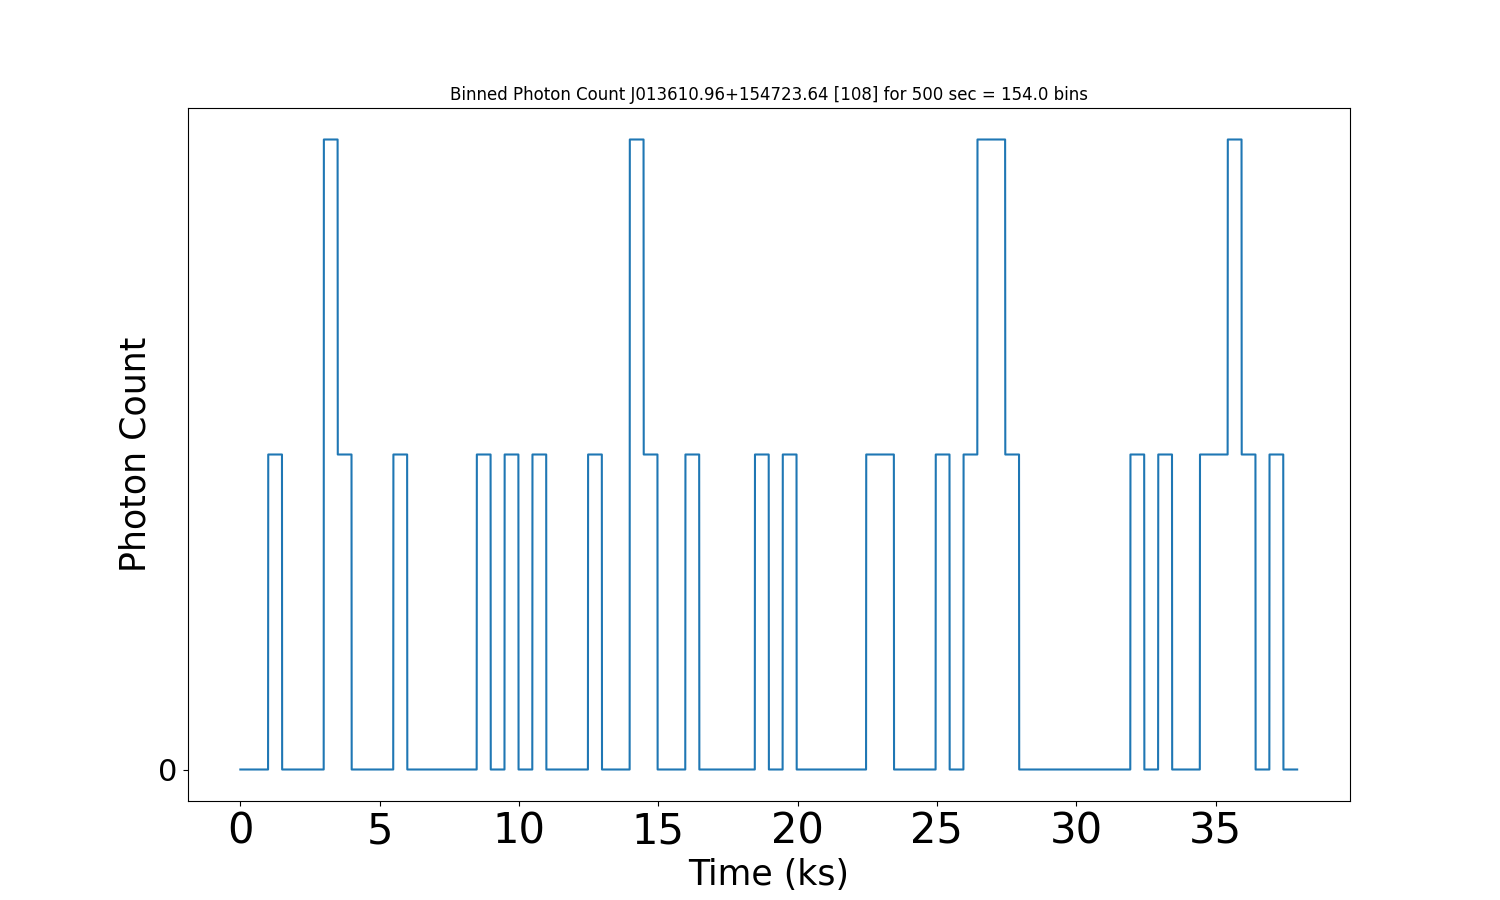 Binned Photon Count J013610.96+154723.64 [108] for 500 sec = 154.0 bins
Photon Count
0
0 5 10 15 20 25 30 35
Time (ks)